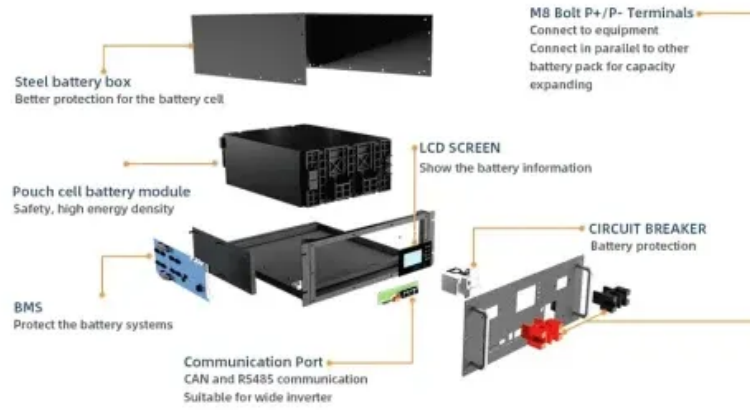 M8 Bolt P+/P- Terminals
Connect to equipment
Connect in parallel to other
battery pack for capacity
expanding
Steel battery box
Better protection for the battery cell
LCD SCREEN
Show the battery information
Pouch cell battery module
Safety, high energy density
CIRCUIT BREAKER
Battery protection
BMS
Protect the battery systems
Communication Port
CAN and RS485 communication
Suitable for wide inverter